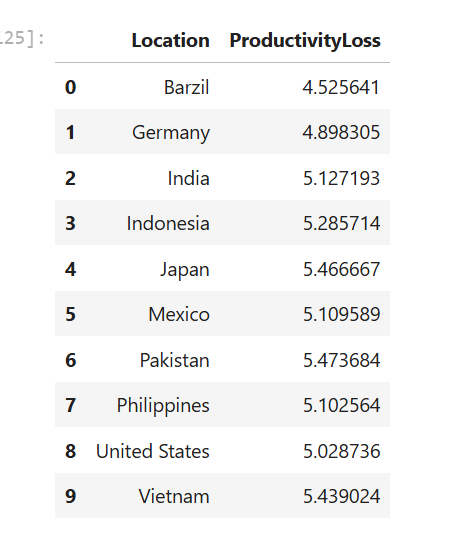 .25]:
Location ProductivityLoss
0 Barzil 4.525641
1 Germany 4.898305
2 India 5.127193
3 Indonesia 5.285714
4 Japan 5.466667
5 Mexico 5.109589
6 Pakistan 5.473684
7 Philippines 5.102564
8 United States 5.028736
9 Vietnam 5.439024